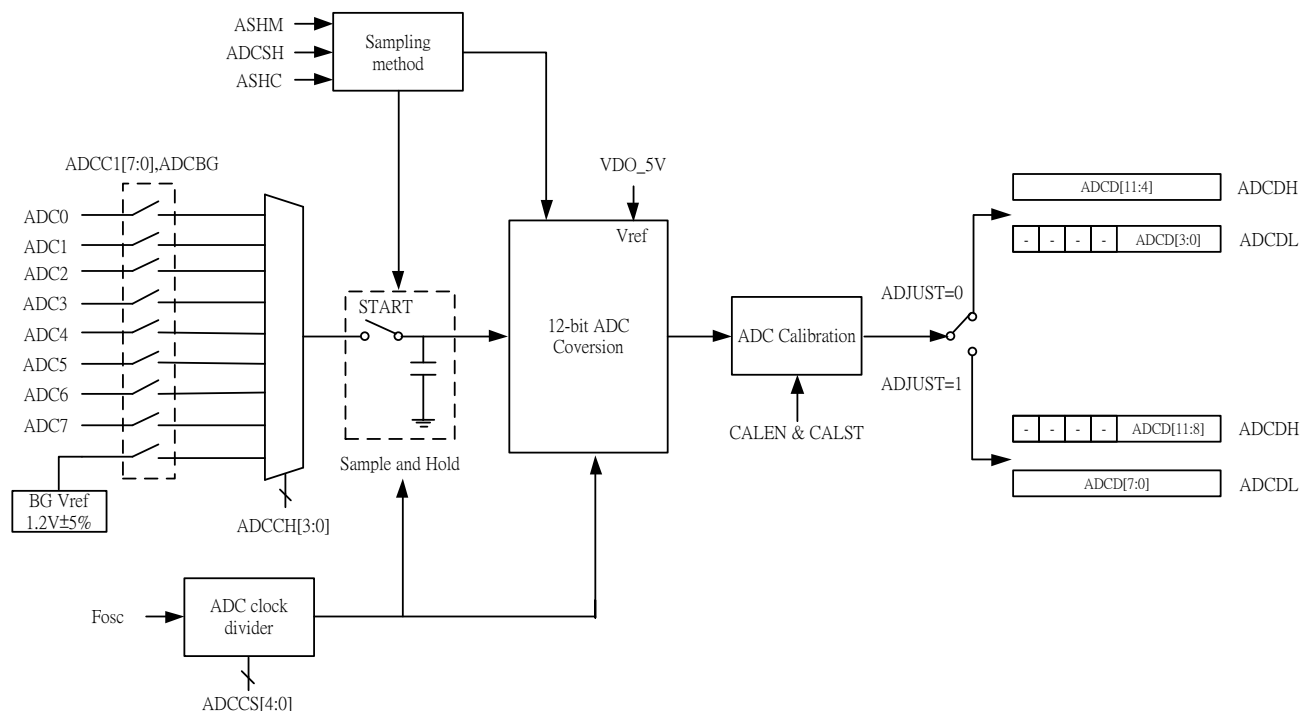 ASHM
ADCSH
ASHC
Sampling
method
ADCC1[7:0],ADCBG
ADC0
ADC1
ADC2
ADC3
ADC4
ADC5
ADC6
ADC7
BG Vref
1.2V±5%
ADCCH[3:0]
START
Sample and Hold
VDO_5V
Vref
12-bit ADC
Coversion
ADC Calibration
CALEN & CALST
ADJUST=0
ADJUST=1
ADCD[11:4] ADCDH
- - - - ADCD[3:0] ADCDL
- - - - ADCD[11:8] ADCDH
ADCD[7:0] ADCDL
Fosc
ADC clock
divider
ADCCS[4:0]